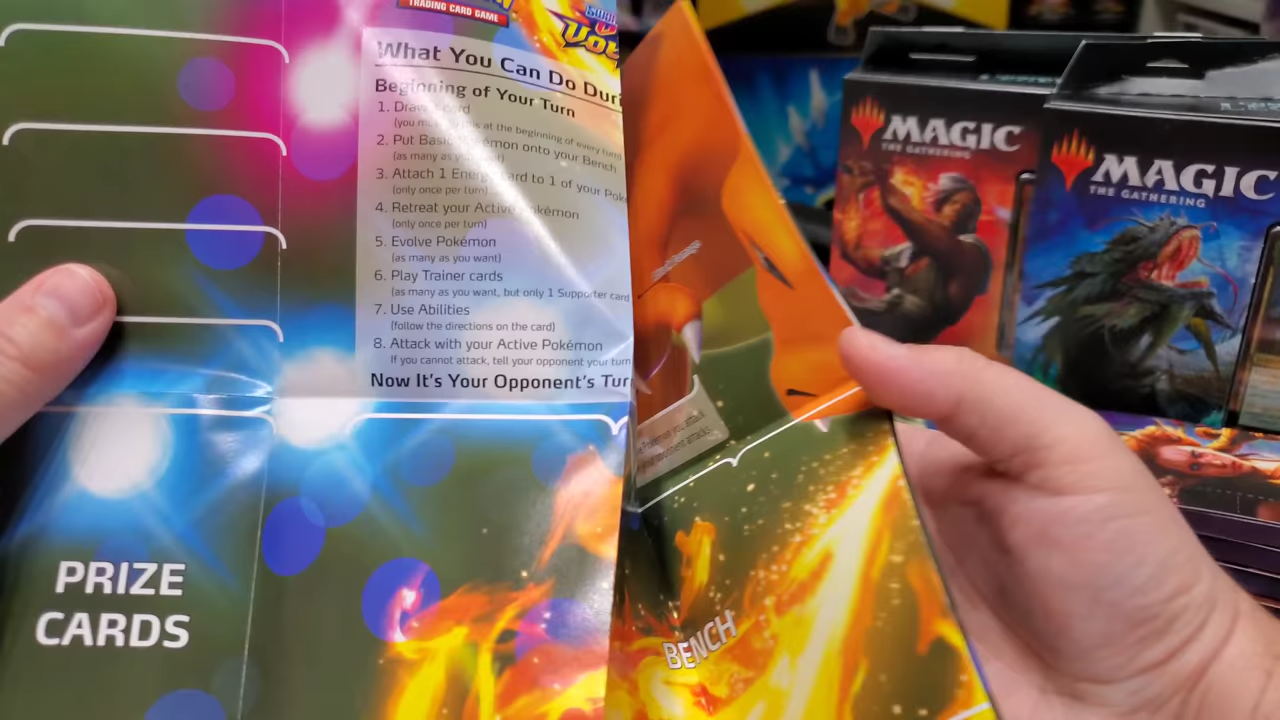 TRADING CARD GAME
What You Can Do Duri
Beginning of Your Turn
1. Draw card
at the beginning of every turn)
2. Put Basic Pokémon onto your Bench
(as many as you
3. Attach 1 Energy card to 1 of your Pok
(only once per turn)
4. Retreat your Active Pokémon
(only once per turn)
5. Evolve Pokémon
(as many as you want)
6. Play Trainer cards
(as many as you want, but only 1 Supporter card
7. Use Abilities
(follow the directions on the card)
8. Attack with your Active Pokémon
If you cannot attack, tell your opponent your turn
Now It's Your Opponent's Tur
PRIZE
CARDS
BENCH
MAGIC
THE GATHERING
MAGIC
THE GATHERING